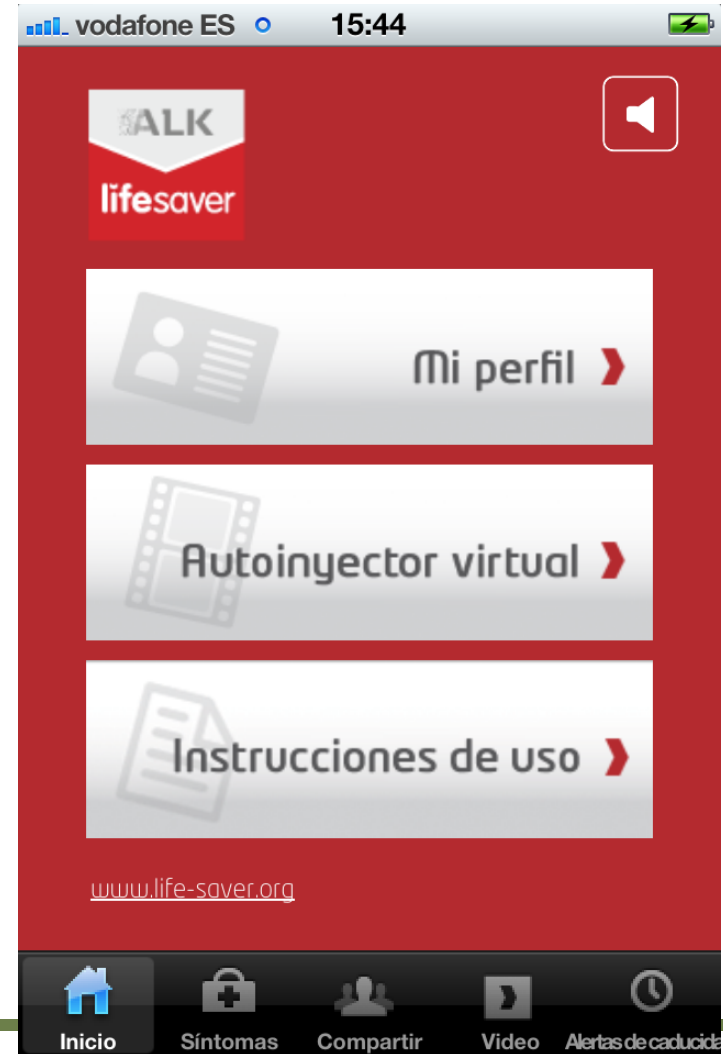 vodafone ES 15:44
ALK
lifesaver
Mi perfil
Autoinyector virtual
Instrucciones de uso
www.life-saver.org
Inicio Síntomas Compartir Video Alertas de caducida